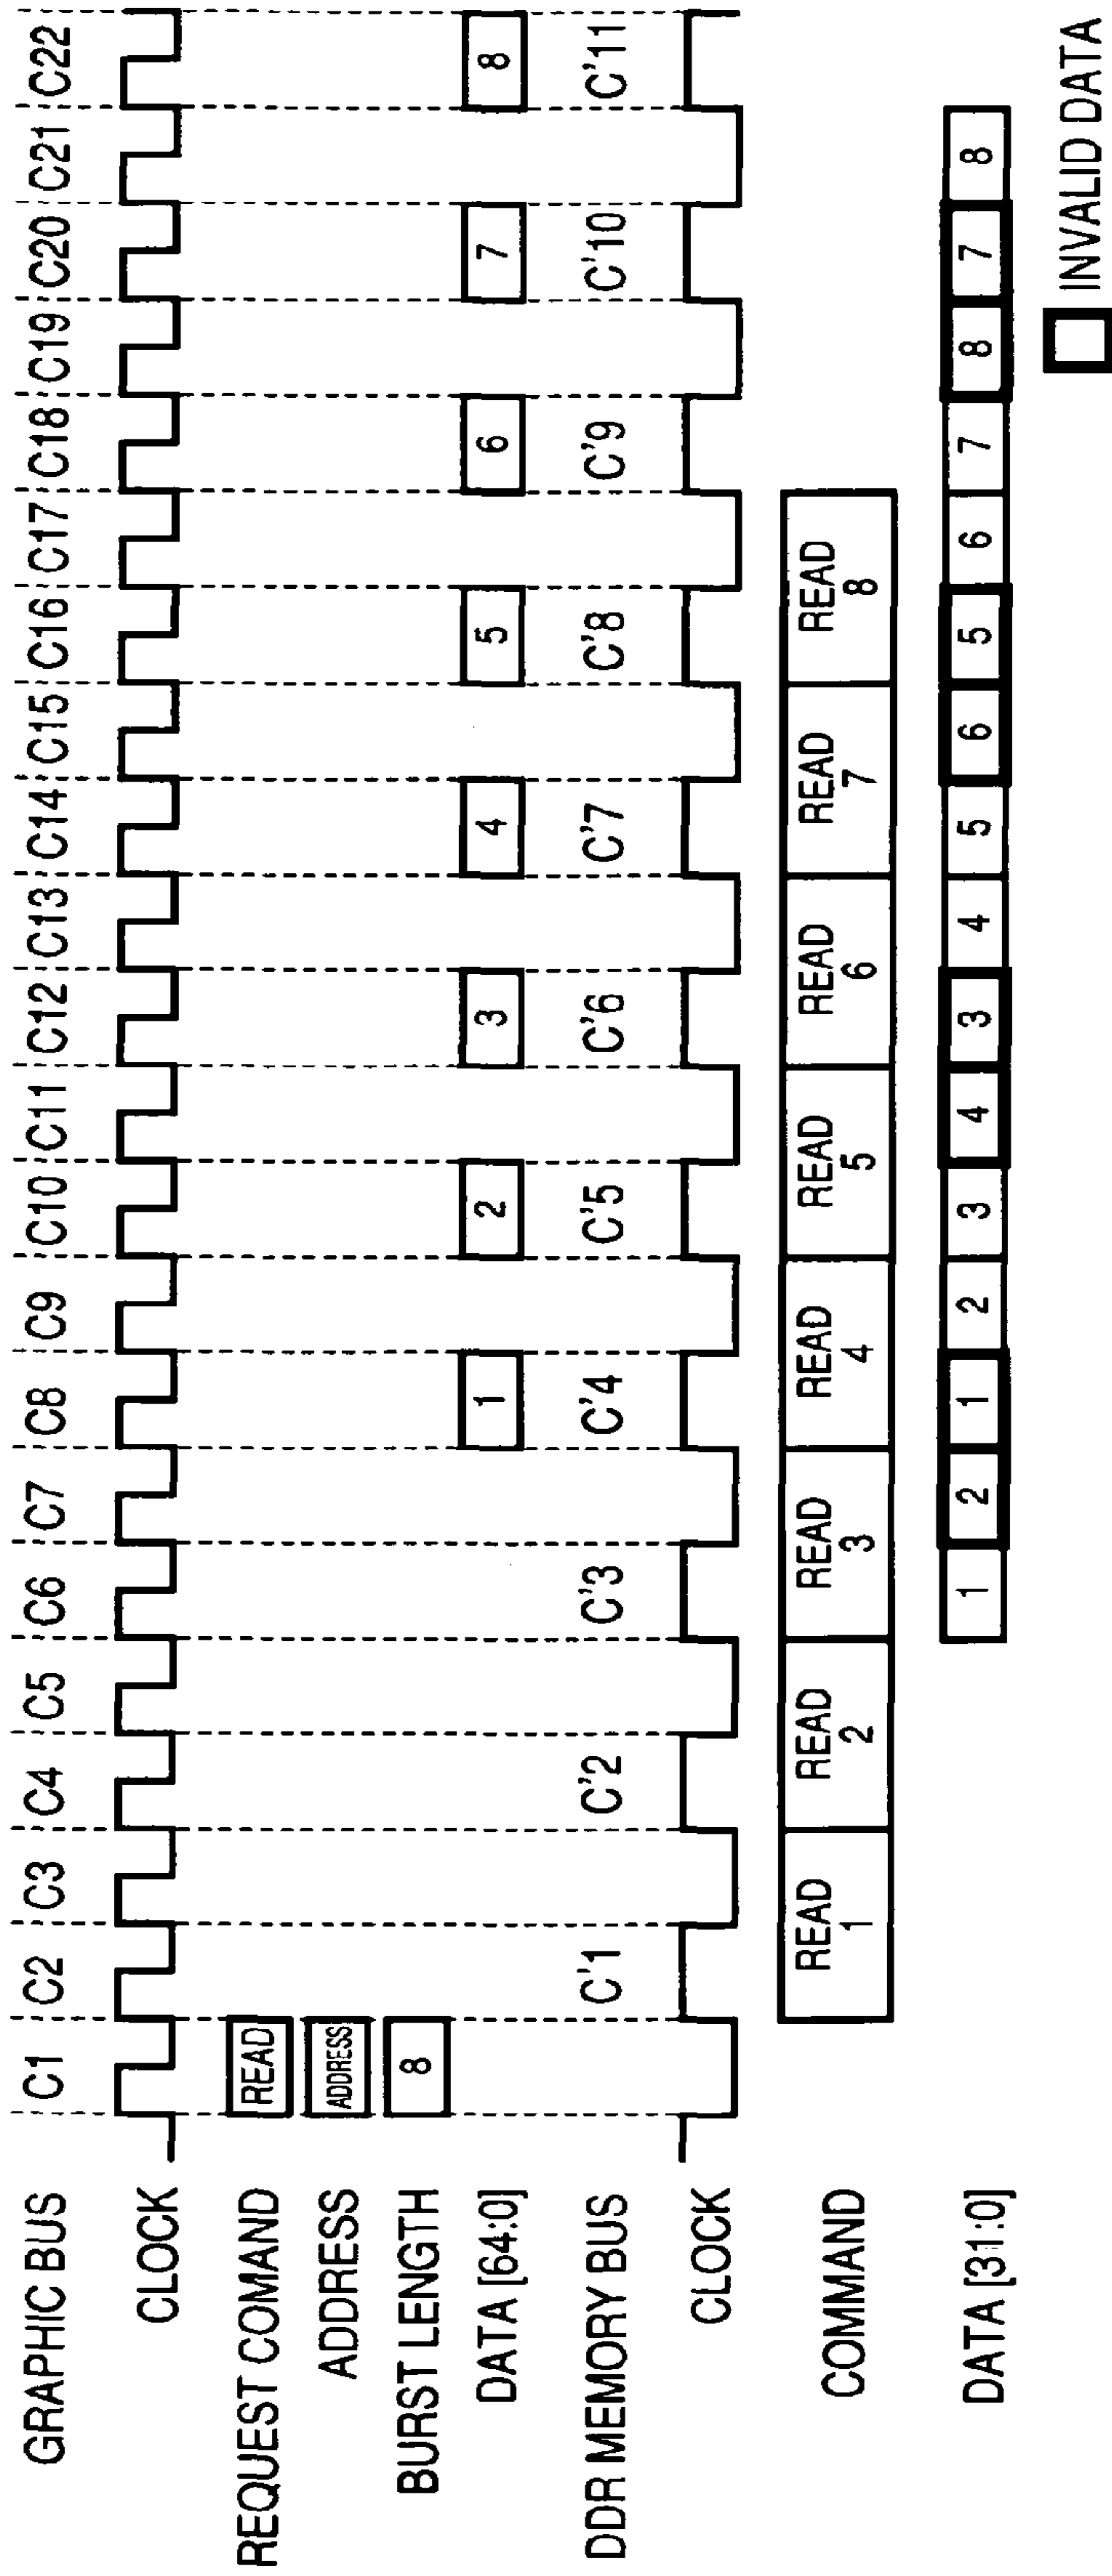 GRAPHIC BUS C1 C2 C3 C4 C5 C6 C7 C8 C9 C10 C11 C12 C13 C14 C15 C16 C17 C18 C19 C20 C21 C22
CLOCK
REQUEST COMAND READ
ADDRESS ADDRESS
BURST LENGTH 8
DATA [64:0] 1 2 3 4 5 6 7 8
DDR MEMORY BUS C'1 C'2 C'3 C'4 C'5 C'6 C'7 C'8 C'9 C'10 C'11
CLOCK
COMMAND READ 1 READ 2 READ 3 READ 4 READ 5 READ 6 READ 7 READ 8
DATA [31:0] 1 2 1 2 3 4 3 4 5 6 5 6 7 8 7 8
INVALID DATA